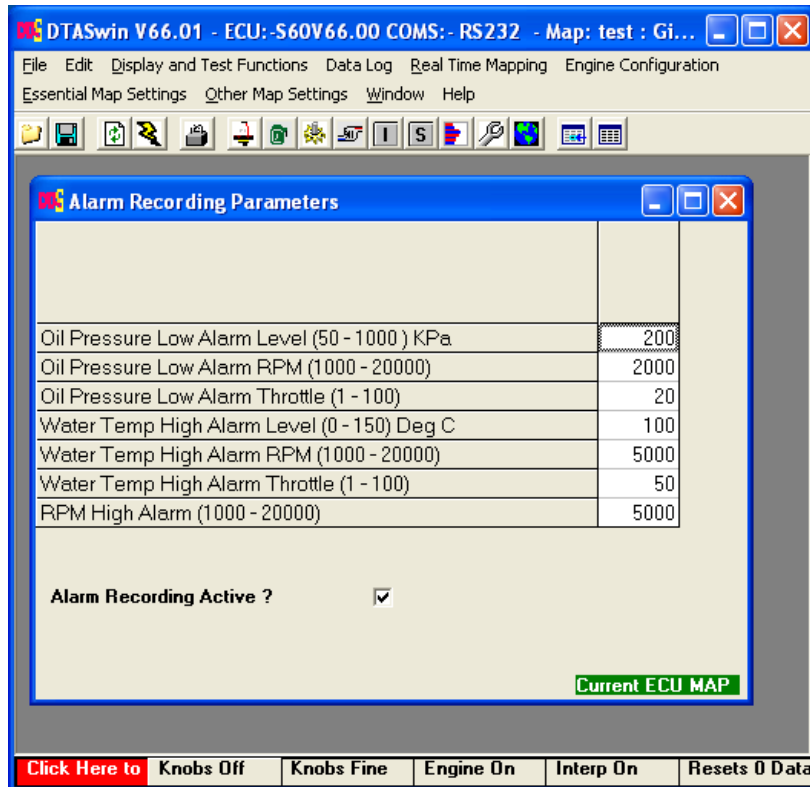 DTASwin V66.01 - ECU:-S60V66.00 COMS:- RS232 - Map: test : Gi...
File Edit Display and Test Functions Data Log Real Time Mapping Engine Configuration
Essential Map Settings Other Map Settings Window Help
I S
Alarm Recording Parameters
Oil Pressure Low Alarm Level (50 - 1000 ) KPa 200
Oil Pressure Low Alarm RPM (1000 - 20000) 2000
Oil Pressure Low Alarm Throttle (1 - 100) 20
Water Temp High Alarm Level (0 - 150) Deg C 100
Water Temp High Alarm RPM (1000 - 20000) 5000
Water Temp High Alarm Throttle (1 - 100) 50
RPM High Alarm (1000 - 20000) 5000
Alarm Recording Active ?
Current ECU MAP
Click Here to Knobs Off Knobs Fine Engine On Interp On Resets 0 Data